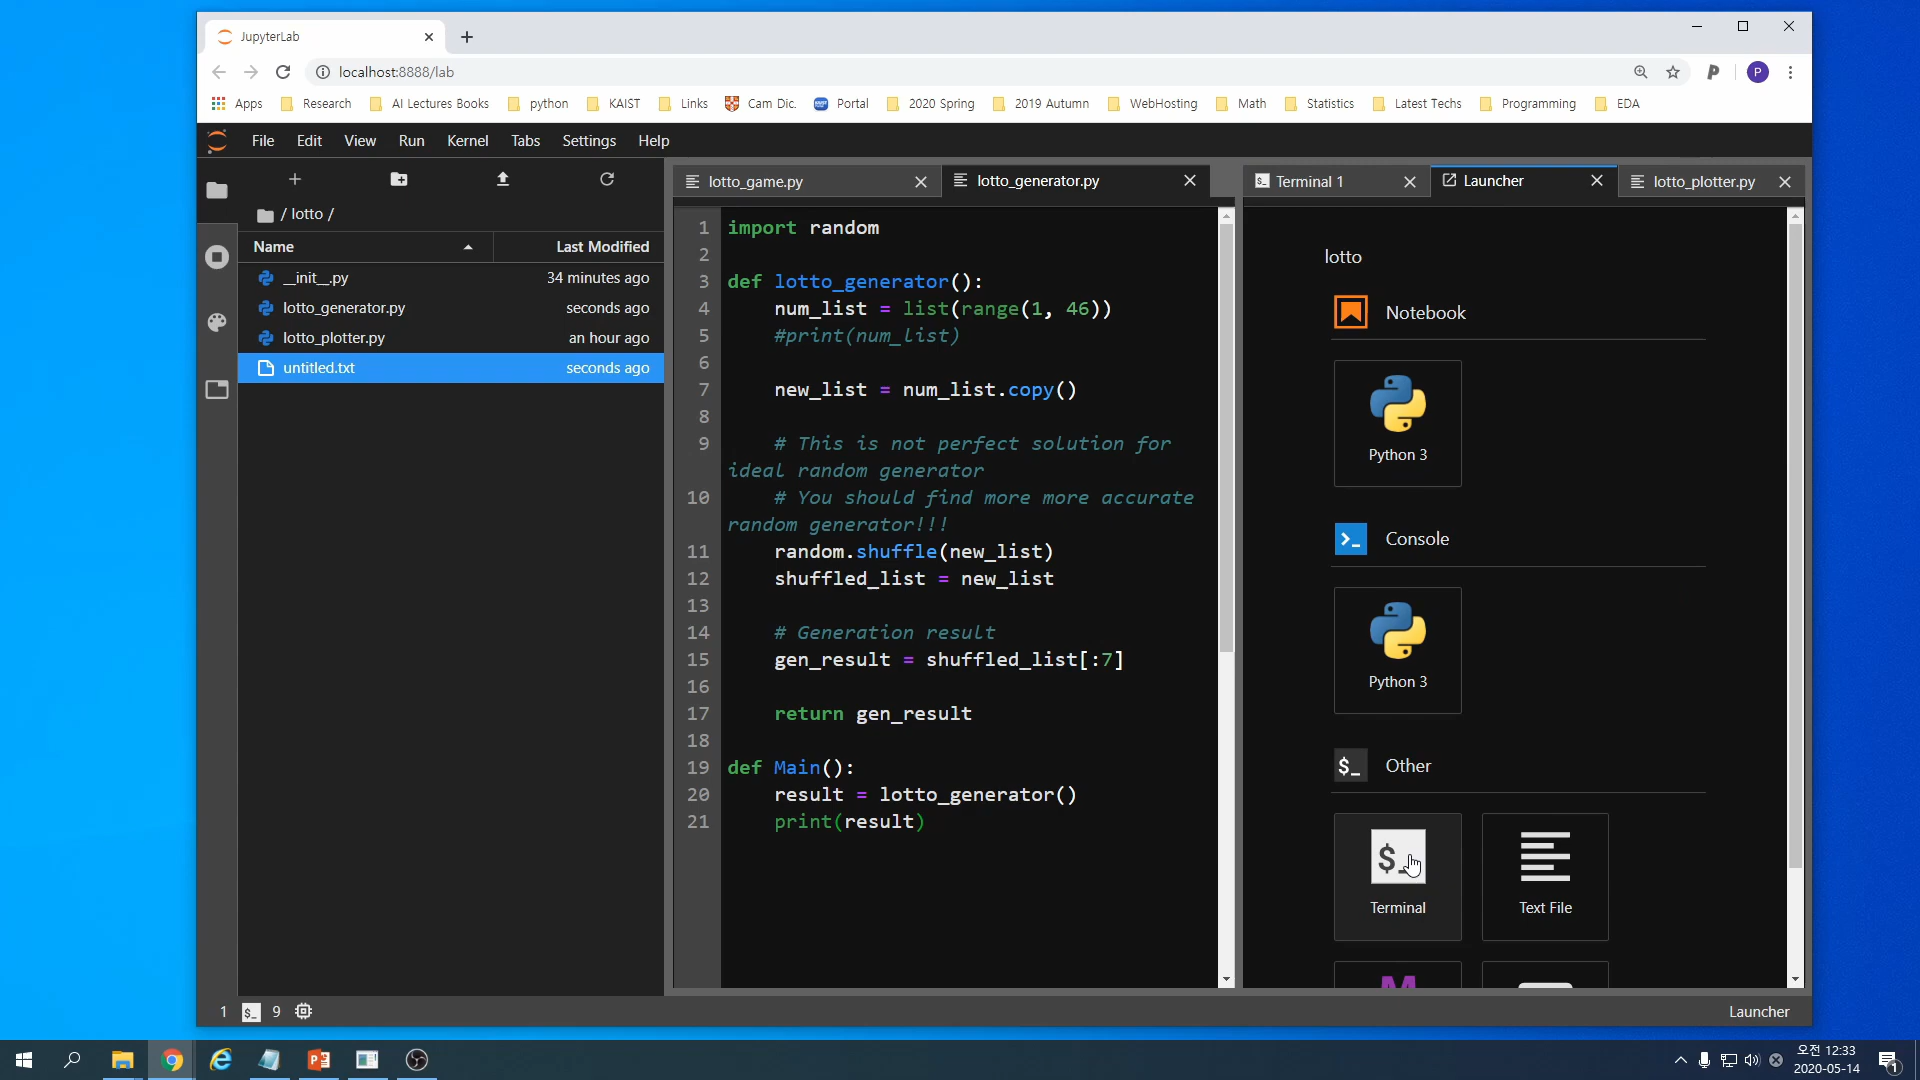 JupyterLab
localhost:8888/lab
P
P
Apps
Research
AI Lectures Books
python
KAIST
Links
Cam Dic.
Portal
2020 Spring
2019 Autumn
WebHosting
Math
Statistics
Latest Techs
Programming
EDA
File Edit View Run Kernel Tabs Settings Help
/ lotto /
Name Last Modified
__init__.py 34 minutes ago
lotto_generator.py seconds ago
lotto_plotter.py an hour ago
untitled.txt seconds ago
lotto_game.py
lotto_generator.py
1 import random
2
3 def lotto_generator():
4 num_list = list(range(1, 46))
5 #print(num_list)
6
7 new_list = num_list.copy()
8
9 # This is not perfect solution for
ideal random generator
10 # You should find more more accurate
random generator!!!
11 random.shuffle(new_list)
12 shuffled_list = new_list
13
14 # Generation result
15 gen_result = shuffled_list[:7]
16
17 return gen_result
18
19 def Main():
20 result = lotto_generator()
21 print(result)
$_ Terminal 1
Launcher
lotto_plotter.py
lotto
Notebook
Python 3
>_ Console
Python 3
$_ Other
$_
Terminal
Text File
M
1 $_ 9
Launcher
오전 12:33
2020-05-14
1